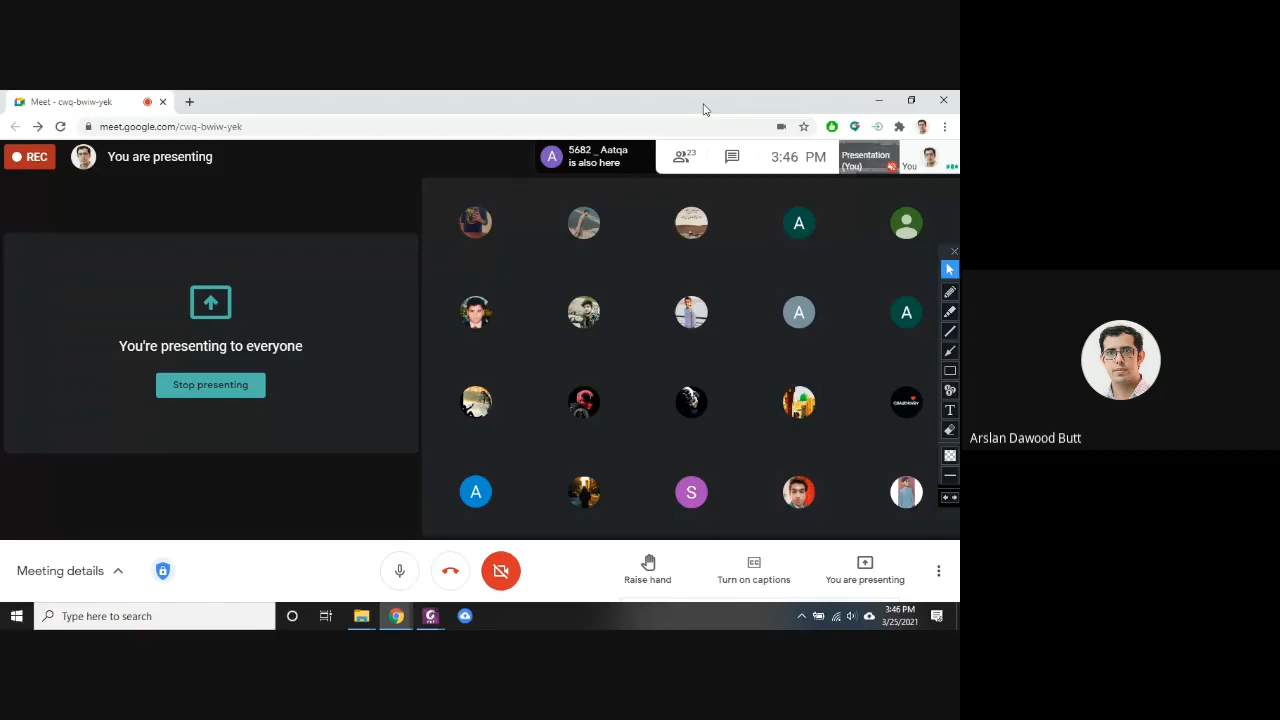 Meet - cwq-bwiw-yek
meet.google.com/cwq-bwiw-yek
REC
You are presenting
A
5682 _ Aatqa
is also here
23
3:46 PM
Presentation
(You)
You
A
A
A
You're presenting to everyone
Stop presenting
A
S
T
Arslan Dawood Butt
Meeting details
Raise hand
CC
Turn on captions
You are presenting
Type here to search
3:46 PM
3/25/2021